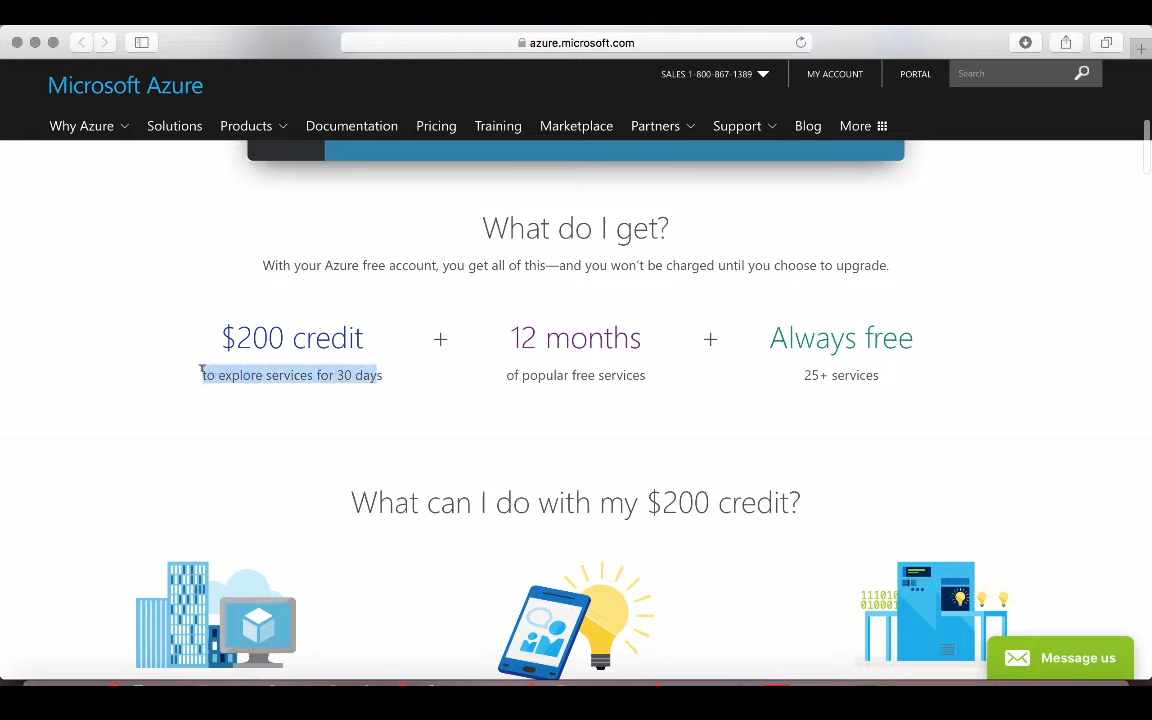 azure.microsoft.com
SALES 1-800-867-1389
MY ACCOUNT
PORTAL
Search
Microsoft Azure
Why Azure
Solutions
Products
Documentation
Pricing
Training
Marketplace
Partners
Support
Blog
More
What do I get?
With your Azure free account, you get all of this—and you won't be charged until you choose to upgrade.
$200 credit
+
12 months
+
Always free
to explore services for 30 days
of popular free services
25+ services
What can I do with my $200 credit?
11101
0100
Message us